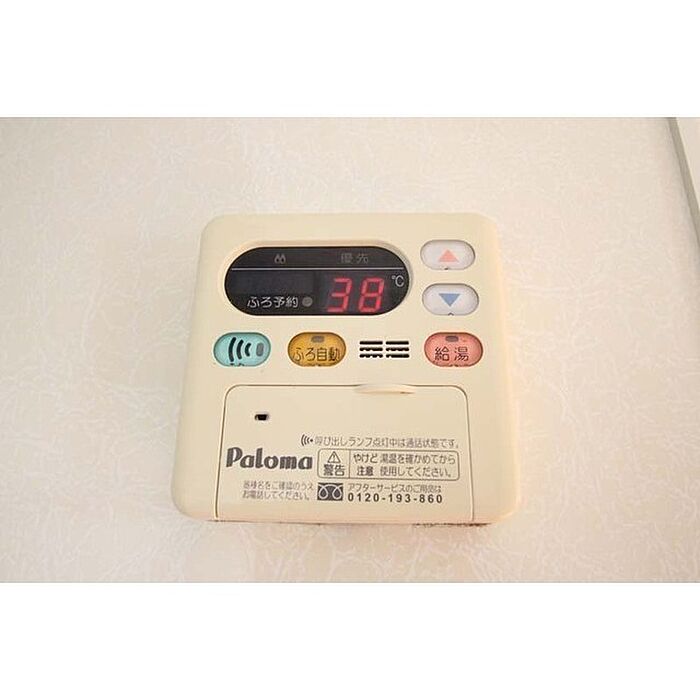 優先
ふろ予約
38℃
ふろ自動
給湯
呼び出しランプ点灯中は通話状態です。
Paloma
警告
やけど注意
湯温を確かめてから使用してください。
器種名をご確認のうえ
お電話してください。
アフターサービスのご用命は
0120-193-860